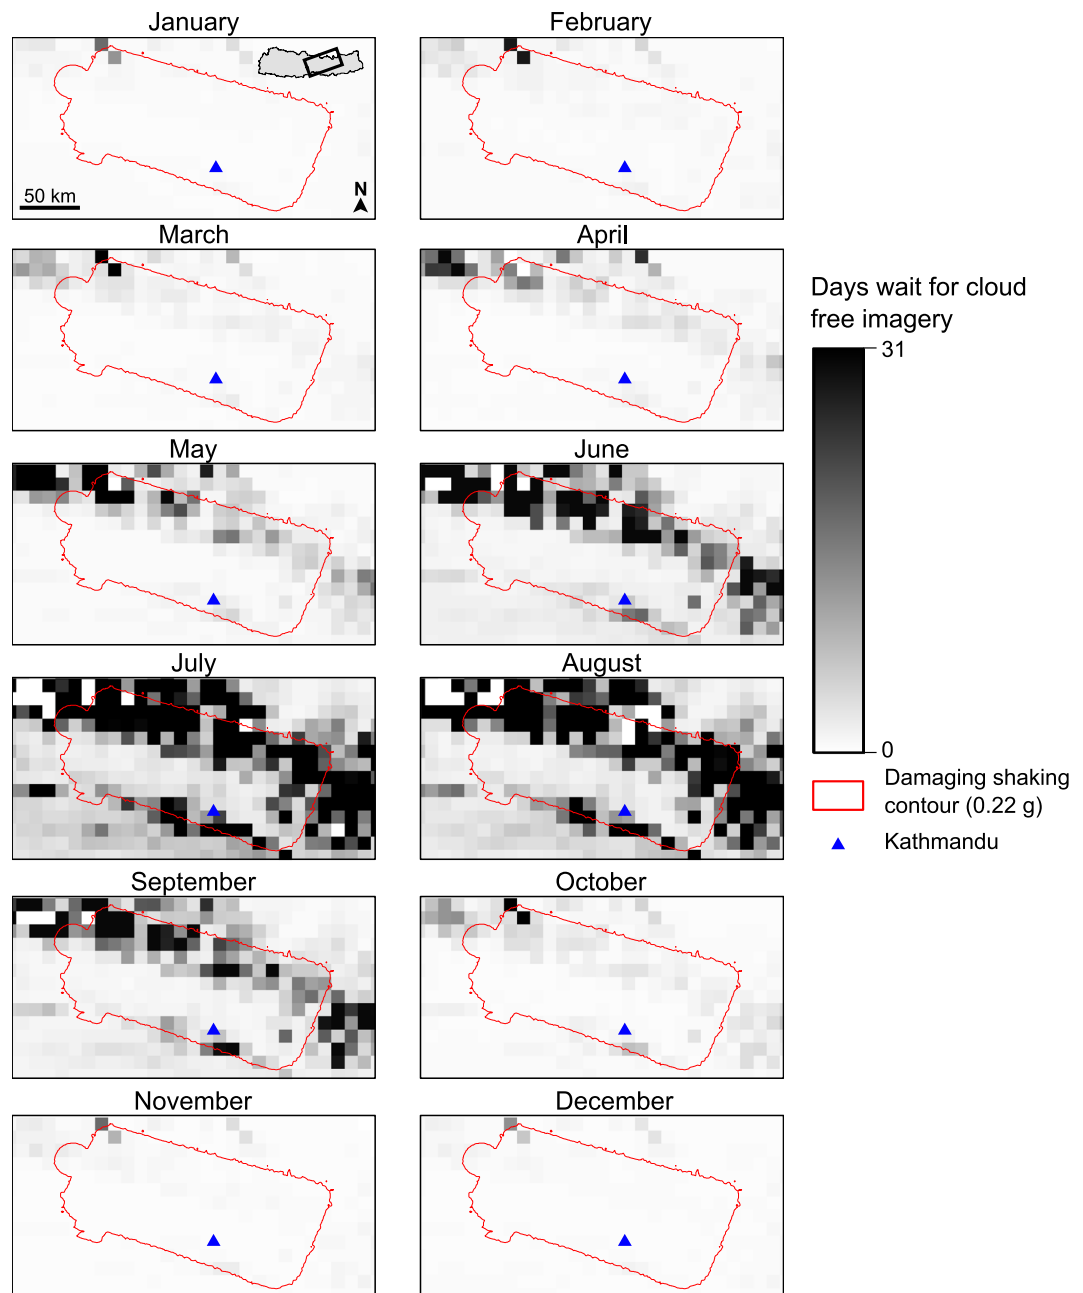 January
February
50 km
N
March
April
Days wait for cloud
free imagery
31
May
June
July
August
0
Damaging shaking
contour (0.22 g)
Kathmandu
September
October
November
December